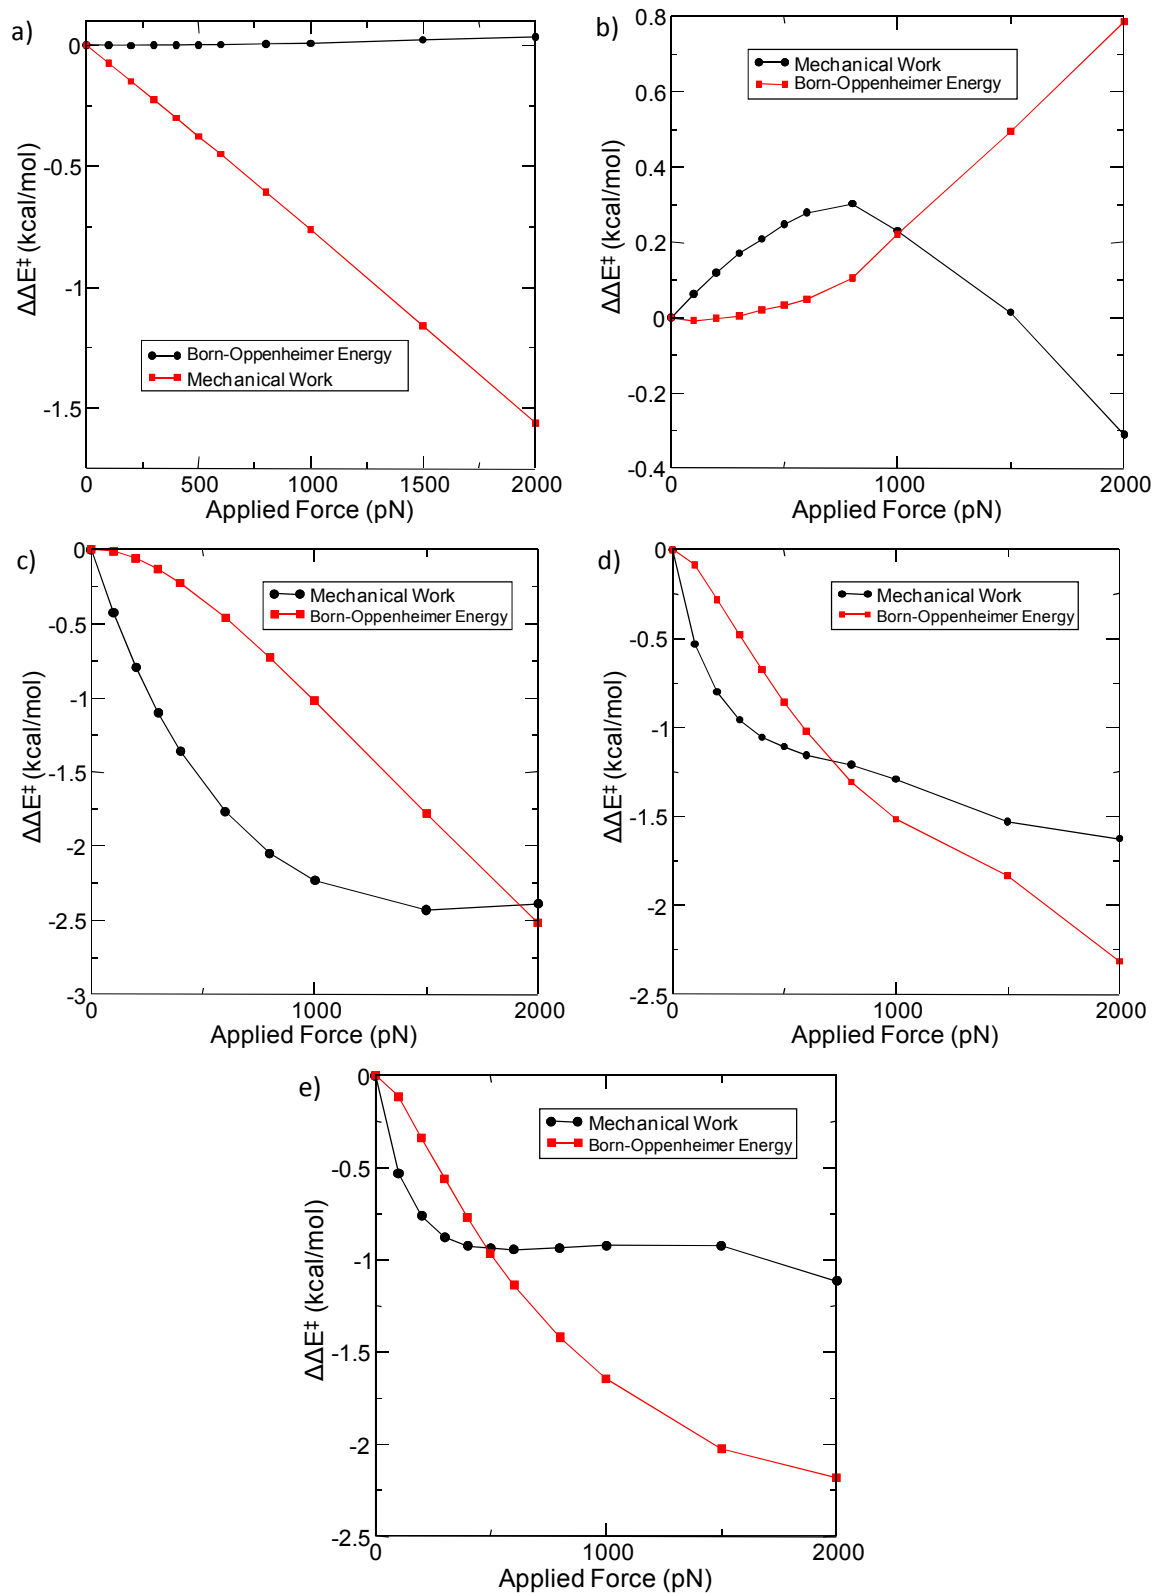 a)
0
-0.5
-1
-1.5
ΔΔE‡ (kcal/mol)
Born-Oppenheimer Energy
Mechanical Work
0 500 1000 1500 2000
Applied Force (pN)
b)
0.8
0.6
0.4
0.2
0
-0.2
-0.4
ΔΔE‡ (kcal/mol)
Mechanical Work
Born-Oppenheimer Energy
0 1000 2000
Applied Force (pN)
c)
0
-0.5
-1
-1.5
-2
-2.5
-3
ΔΔE‡ (kcal/mol)
Mechanical Work
Born-Oppenheimer Energy
0 1000 2000
Applied Force (pN)
d)
0
-0.5
-1
-1.5
-2
-2.5
ΔΔE‡ (kcal/mol)
Mechanical Work
Born-Oppenheimer Energy
0 1000 2000
Applied Force (pN)
e)
0
-0.5
-1
-1.5
-2
-2.5
ΔΔE‡ (kcal/mol)
Mechanical Work
Born-Oppenheimer Energy
0 1000 2000
Applied Force (pN)